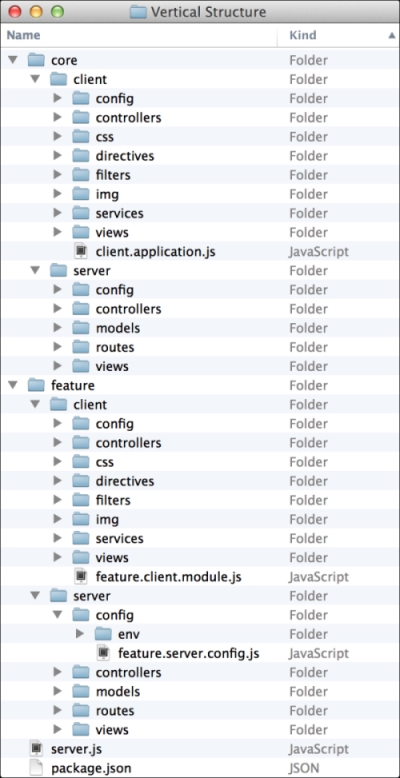 Vertical Structure
Name Kind
core Folder
client Folder
config Folder
controllers Folder
css Folder
directives Folder
filters Folder
img Folder
services Folder
views Folder
client.application.js JavaScript
server Folder
config Folder
controllers Folder
models Folder
routes Folder
views Folder
feature Folder
client Folder
config Folder
controllers Folder
css Folder
directives Folder
filters Folder
img Folder
services Folder
views Folder
feature.client.module.js JavaScript
server Folder
config Folder
env Folder
feature.server.config.js JavaScript
controllers Folder
models Folder
routes Folder
views Folder
server.js JavaScript
package.json JSON